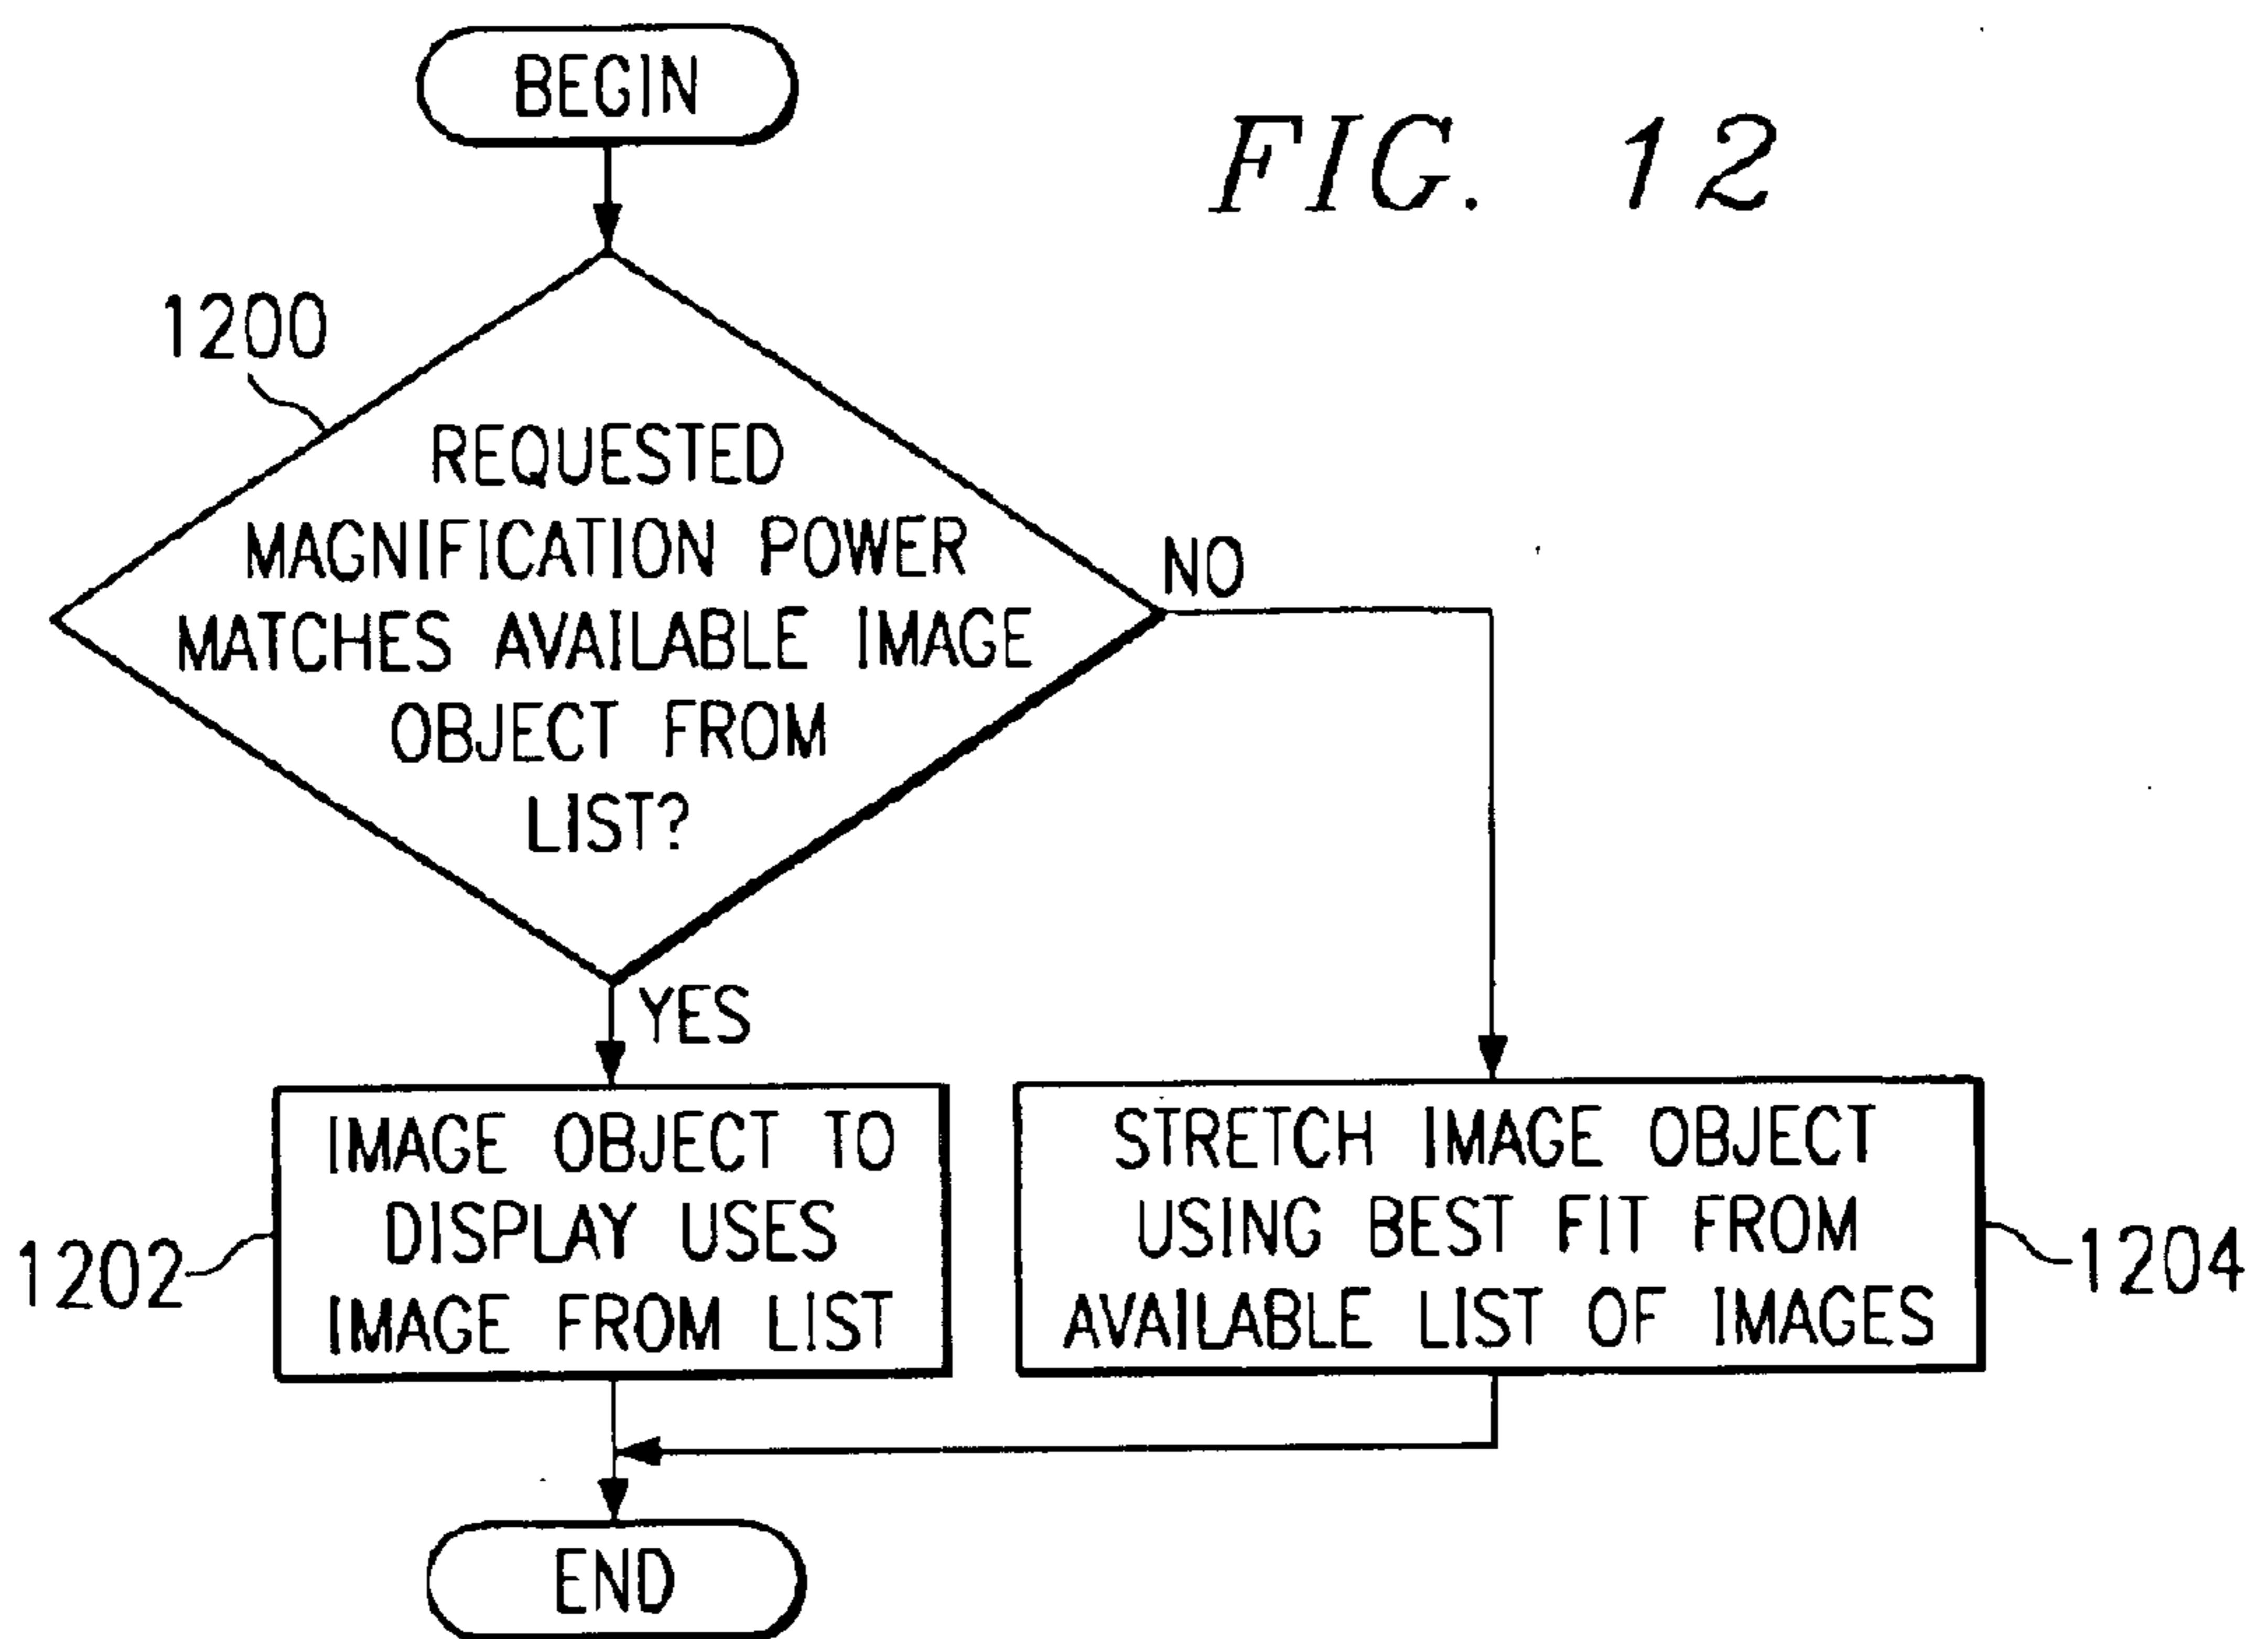 BEGIN
FIG. 12
1200
REQUESTED
MAGNIFICATION POWER
MATCHES AVAILABLE IMAGE
OBJECT FROM
LIST?
NO
YES
IMAGE OBJECT TO
DISPLAY USES
IMAGE FROM LIST
1202
STRETCH IMAGE OBJECT
USING BEST FIT FROM
AVAILABLE LIST OF IMAGES
1204
END